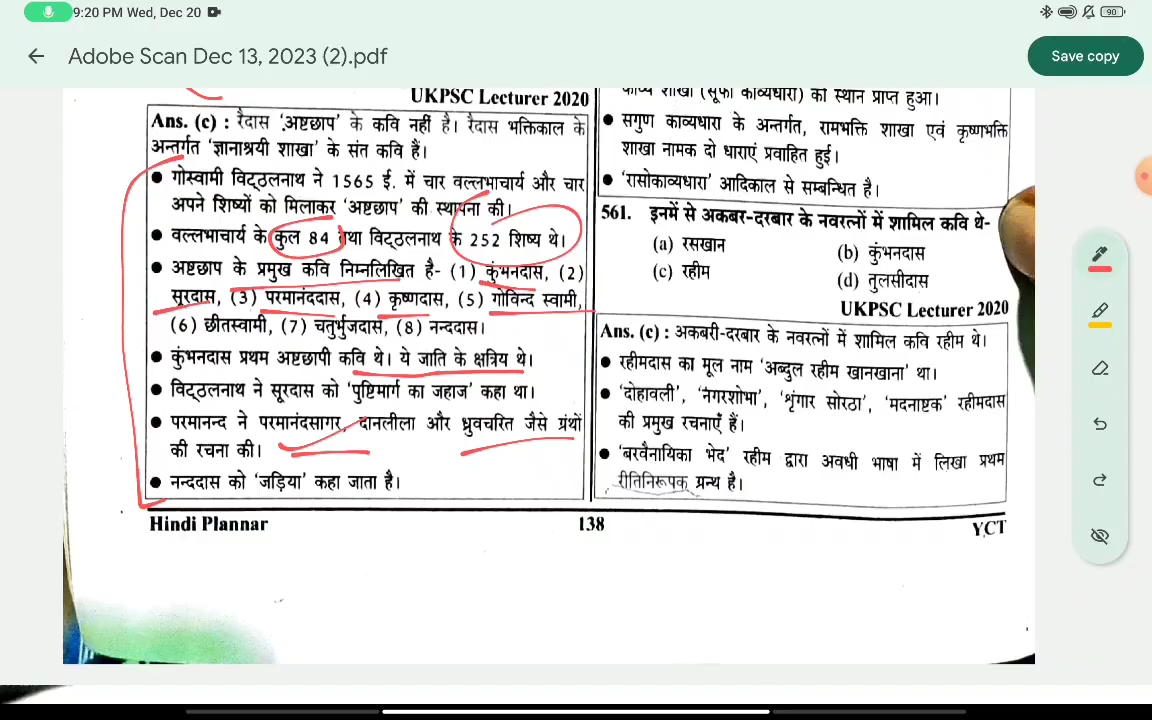 9:20 PM Wed, Dec 20
90
Adobe Scan Dec 13, 2023 (2).pdf
Save copy
UKPSC Lecturer 2020
Ans. (c) : रैदास 'अष्टछाप' के कवि नहीं है। रैदास भक्तिकाल के
अन्तर्गत 'ज्ञानाश्रयी शाखा' के संत कवि हैं।
● गोस्वामी विट्ठलनाथ ने 1565 ई. में चार वल्लभाचार्य और चार
अपने शिष्यों को मिलाकर 'अष्टछाप' की स्थापना की।
● वल्लभाचार्य के कुल 84 तथा विट्ठलनाथ के 252 शिष्य थे।
● अष्टछाप के प्रमुख कवि निम्नलिखित है- (1) कुंभनदास, (2)
सूरदास, (3) परमानंददास, (4) कृष्णदास, (5) गोविन्द स्वामी,
(6) छीतस्वामी, (7) चतुर्भुजदास, (8) नन्ददास।
● कुंभनदास प्रथम अष्टछापी कवि थे। ये जाति के क्षत्रिय थे।
● विट्ठलनाथ ने सूरदास को 'पुष्टिमार्ग का जहाज' कहा था।
● परमानन्द ने परमानंदसागर, दानलीला और ध्रुवचरित जैसे ग्रंथों
की रचना की।
● नन्ददास को 'जड़िया' कहा जाता है।
काव्य शाखा (सूफी काव्यधारा) को स्थान प्राप्त हुआ।
● सगुण काव्यधारा के अन्तर्गत, रामभक्ति शाखा एवं कृष्णभक्ति
शाखा नामक दो धाराएं प्रवाहित हुई।
● 'रासोकाव्यधारा' आदिकाल से सम्बन्धित है।
561. इनमें से अकबर-दरबार के नवरत्नों में शामिल कवि थे-
(a) रसखान (b) कुंभनदास
(c) रहीम (d) तुलसीदास
UKPSC Lecturer 2020
Ans. (c) : अकबरी-दरबार के नवरत्नों में शामिल कवि रहीम थे।
● रहीमदास का मूल नाम 'अब्दुल रहीम खानखाना' था।
● 'दोहावली', 'नगरशोभा', 'शृंगार सोरठा', 'मदनाष्टक' रहीमदास
की प्रमुख रचनाएँ हैं।
● 'बरवैनायिका भेद' रहीम द्वारा अवधी भाषा में लिखा प्रथम
रीतिनिरूपक ग्रन्थ है।
Hindi Plannar 138 YCT